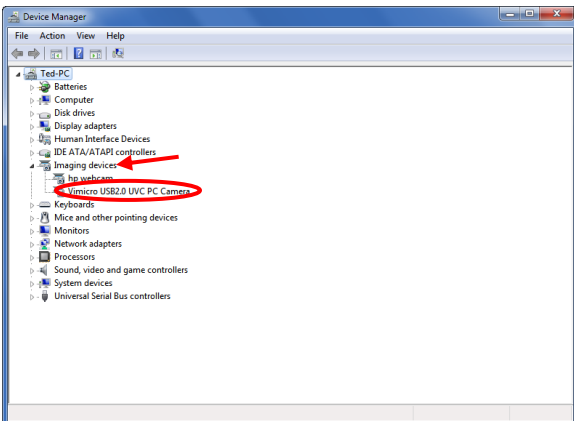 Device Manager
File Action View Help
Ted-PC
Batteries
Computer
Disk drives
Display adapters
Human Interface Devices
IDE ATA/ATAPI controllers
Imaging devices
hp webcam
Vimicro USB2.0 UVC PC Camera
Keyboards
Mice and other pointing devices
Monitors
Network adapters
Processors
Sound, video and game controllers
System devices
Universal Serial Bus controllers